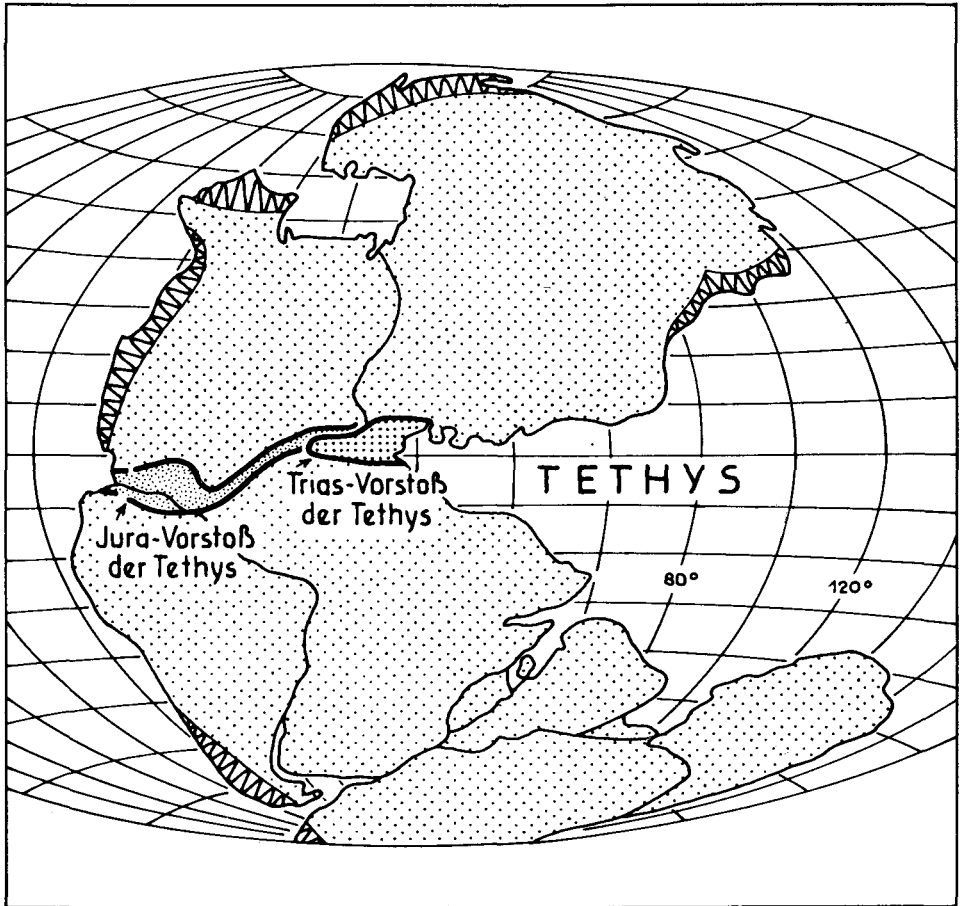 TETHYS
Trias-Vorstoß
der Tethys
Jura-Vorstoß
der Tethys
80°
120°